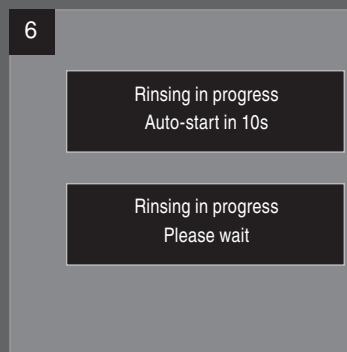 6
Rinsing in progress
Auto-start in 10s
Rinsing in progress
Please wait